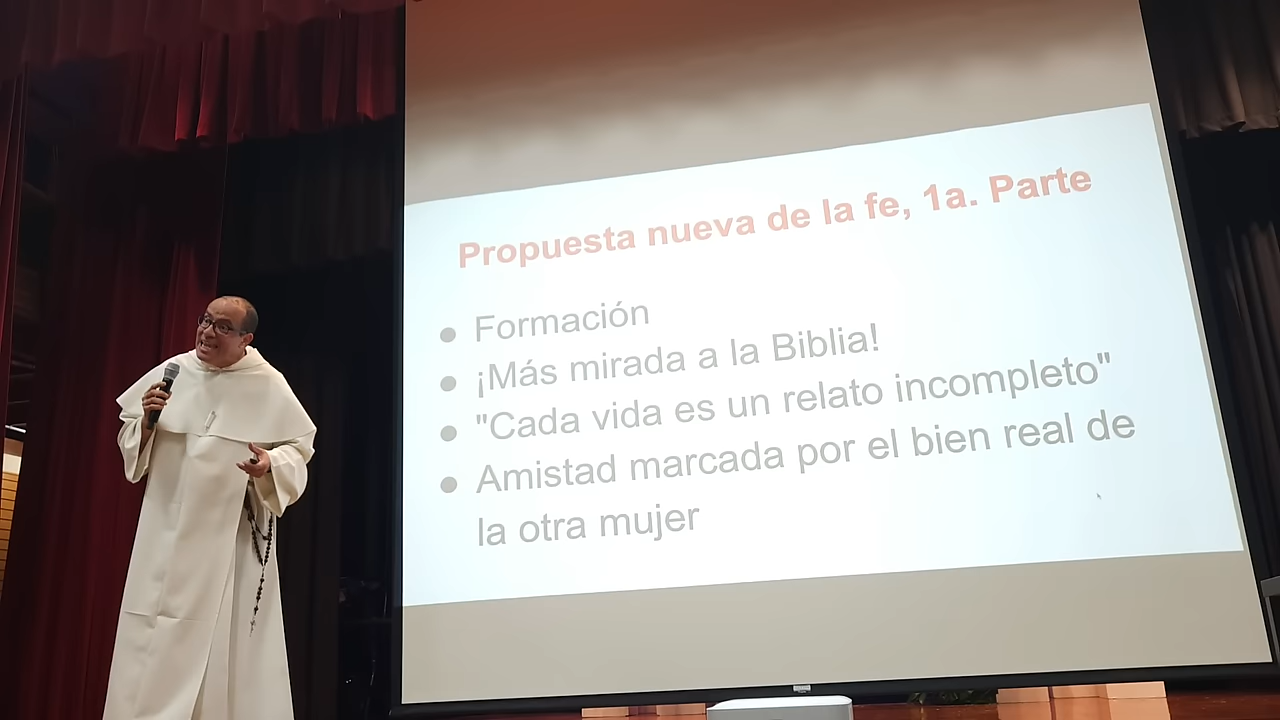 Propuesta nueva de la fe, 1a. Parte
● Formación
● ¡Más mirada a la Biblia!
● "Cada vida es un relato incompleto"
● Amistad marcada por el bien real de
la otra mujer